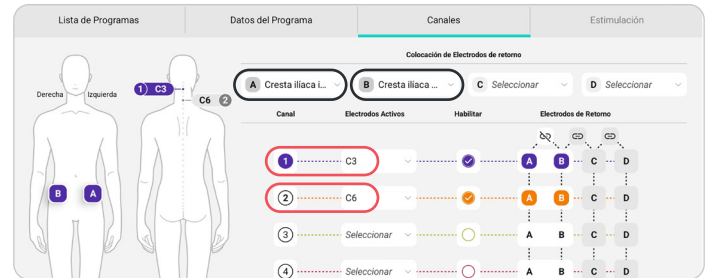 Lista de Programas Datos del Programa Canales Estimulación
Colocación de Electrodos de retorno
A Cresta ilíaca i... B Cresta ilíaca ... C Seleccionar D Seleccionar
Derecha Izquierda
1 C3
C6 2
Canal Electrodos Activos Habilitar Electrodos de Retorno
1 C3 A B C D
2 C6 A B C D
B A
3 Seleccionar A B C D
4 Seleccionar A B C D